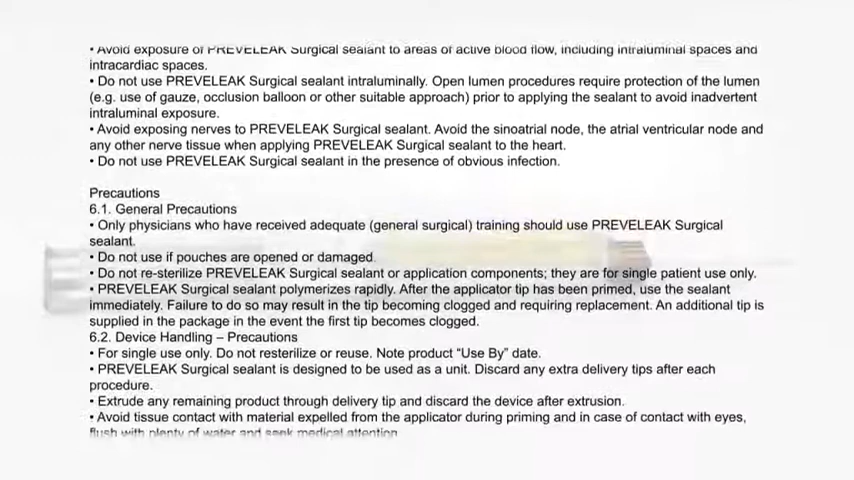 • Avoid exposure of PREVELEAK Surgical sealant to areas of active blood flow, including intraluminal spaces and
intracardiac spaces.
• Do not use PREVELEAK Surgical sealant intraluminally. Open lumen procedures require protection of the lumen
(e.g. use of gauze, occlusion balloon or other suitable approach) prior to applying the sealant to avoid inadvertent
intraluminal exposure.
• Avoid exposing nerves to PREVELEAK Surgical sealant. Avoid the sinoatrial node, the atrial ventricular node and
any other nerve tissue when applying PREVELEAK Surgical sealant to the heart.
• Do not use PREVELEAK Surgical sealant in the presence of obvious infection.
Precautions
6.1. General Precautions
• Only physicians who have received adequate (general surgical) training should use PREVELEAK Surgical
sealant.
• Do not use if pouches are opened or damaged.
• Do not re-sterilize PREVELEAK Surgical sealant or application components; they are for single patient use only.
• PREVELEAK Surgical sealant polymerizes rapidly. After the applicator tip has been primed, use the sealant
immediately. Failure to do so may result in the tip becoming clogged and requiring replacement. An additional tip is
supplied in the package in the event the first tip becomes clogged.
6.2. Device Handling – Precautions
• For single use only. Do not resterilize or reuse. Note product “Use By” date.
• PREVELEAK Surgical sealant is designed to be used as a unit. Discard any extra delivery tips after each
procedure.
• Extrude any remaining product through delivery tip and discard the device after extrusion.
• Avoid tissue contact with material expelled from the applicator during priming and in case of contact with eyes,
flush with plenty of water and seek medical attention